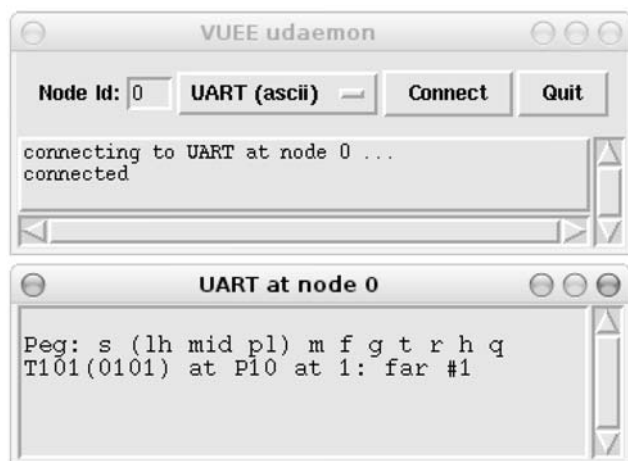 VUEE udaemon
Node Id: 0 UART (ascii) Connect Quit
connecting to UART at node 0 ...
connected
UART at node 0
Peg: s (lh mid pl) m f g t r h q
T101(0101) at P10 at 1: far #1